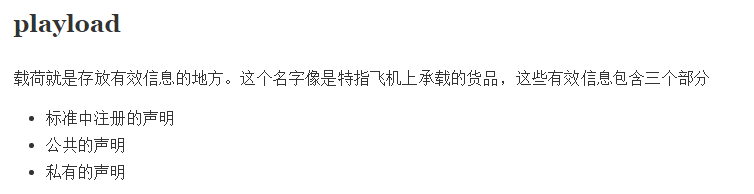 playload
载荷就是存放有效信息的地方。这个名字像是特指飞机上承载的货品，这些有效信息包含三个部分
标准中注册的声明
公共的声明
私有的声明